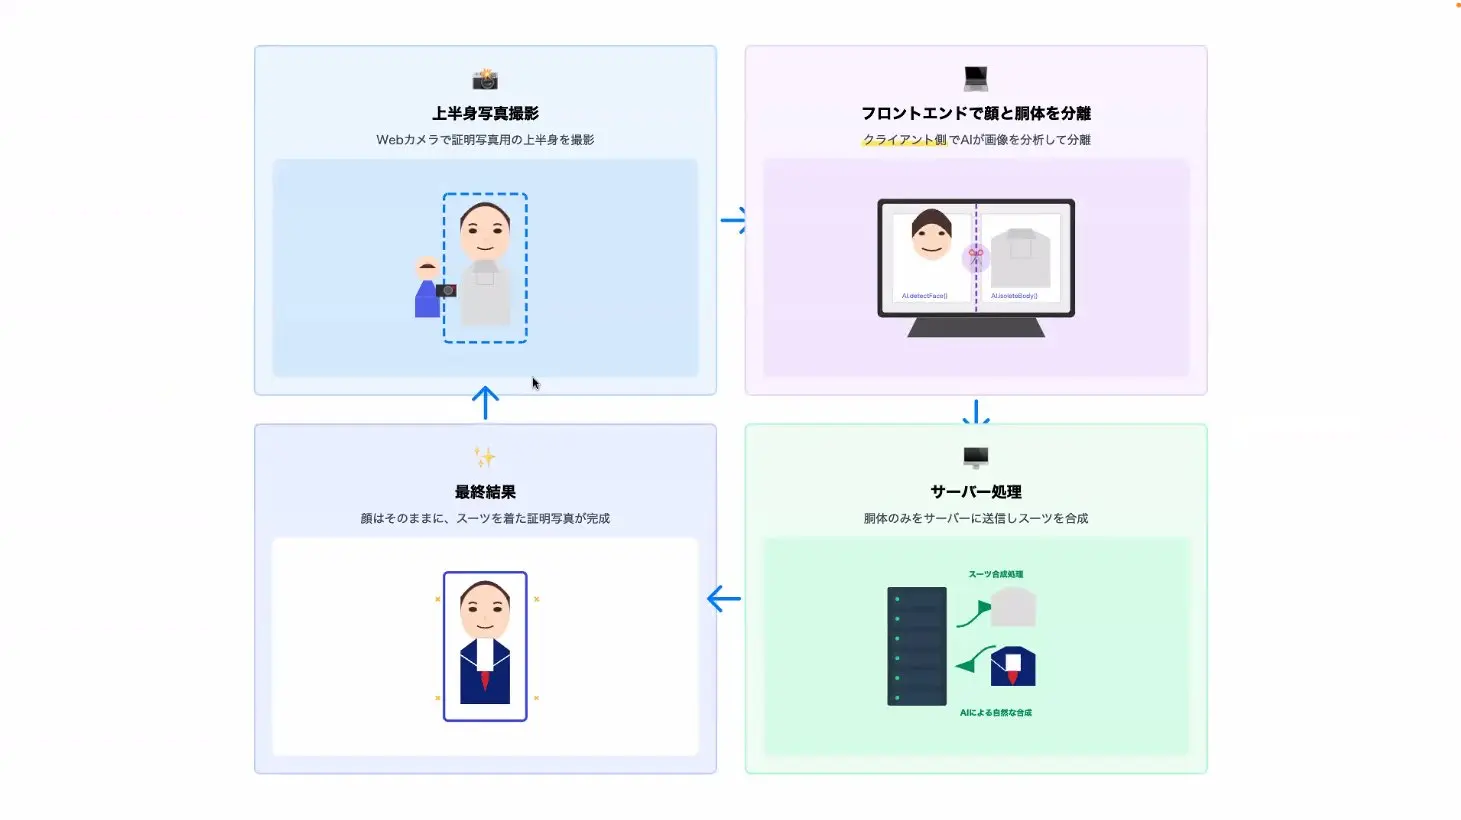 上半身写真撮影
Webカメラで証明写真用の上半身を撮影
フロントエンドで顔と胴体を分離
クライアント側でAIが画像を分析して分離
AI.detectFace()
AI.isolateBody()
最終結果
顔はそのままに、スーツを着た証明写真が完成
サーバー処理
胴体のみをサーバーに送信しスーツを合成
スーツ合成処理
AIによる自然な合成